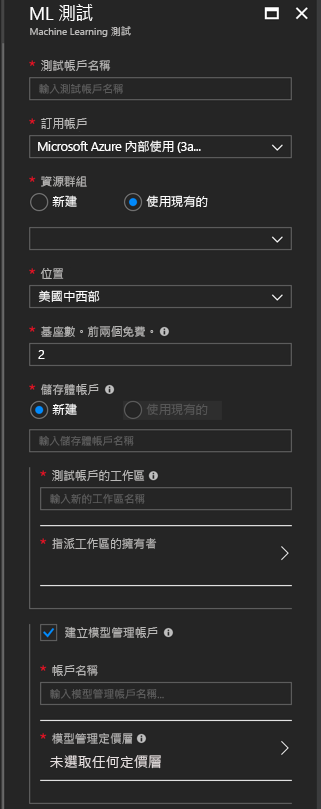 ML 測試
Machine Learning 測試
* 測試帳戶名稱
輸入測試帳戶名稱
* 訂用帳戶
Microsoft Azure 內部使用 (3a...
* 資源群組
新建 使用現有的
* 位置
美國中西部
* 基座數。前兩個免費。
2
* 儲存體帳戶
新建 使用現有的
輸入儲存體帳戶名稱
* 測試帳戶的工作區
輸入新的工作區名稱
* 指派工作區的擁有者
建立模型管理帳戶
* 帳戶名稱
輸入模型管理帳戶名稱...
* 模型管理定價層
未選取任何定價層